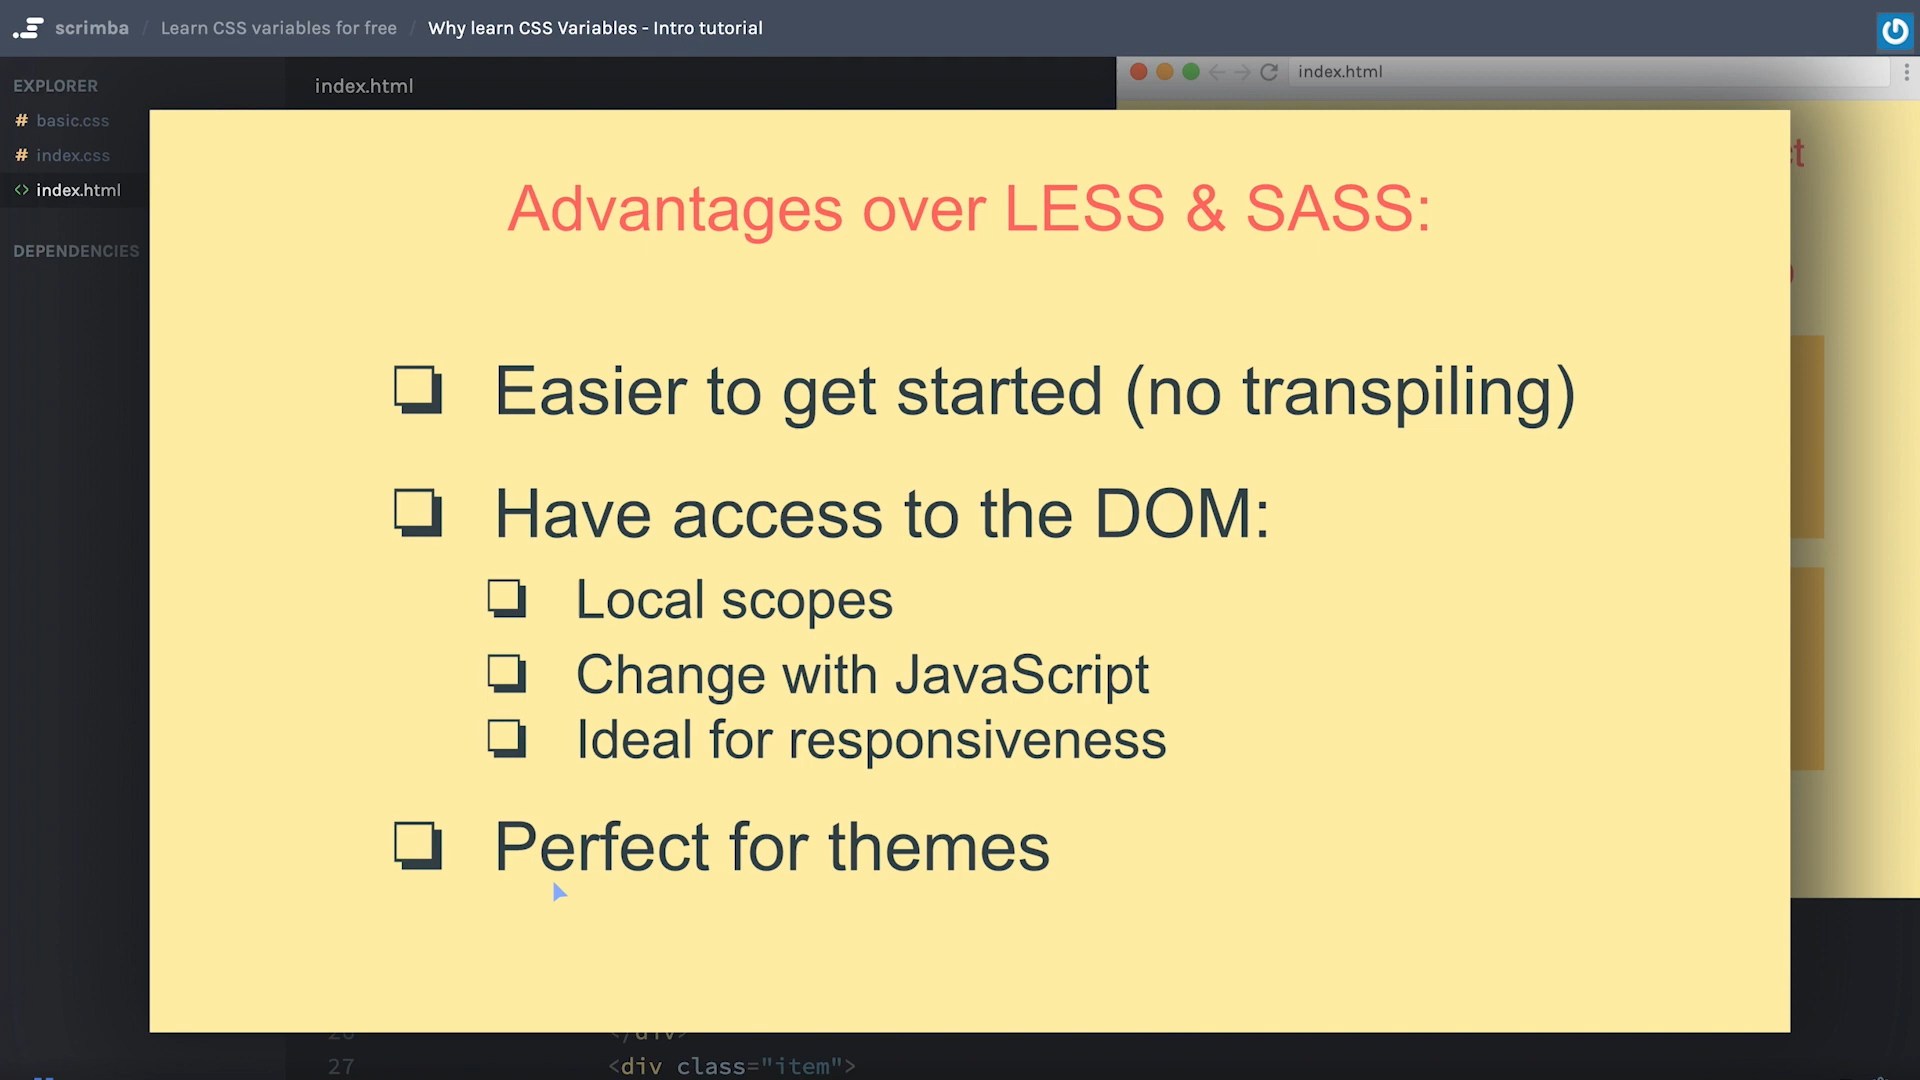 scrimba / Learn CSS variables for free / Why learn CSS Variables - Intro tutorial
EXPLORER
# basic.css
# index.css
<> index.html
DEPENDENCIES
index.html
index.html
Advantages over LESS & SASS:
Easier to get started (no transpiling)
Have access to the DOM:
Local scopes
Change with JavaScript
Ideal for responsiveness
Perfect for themes
27 <div class="item">